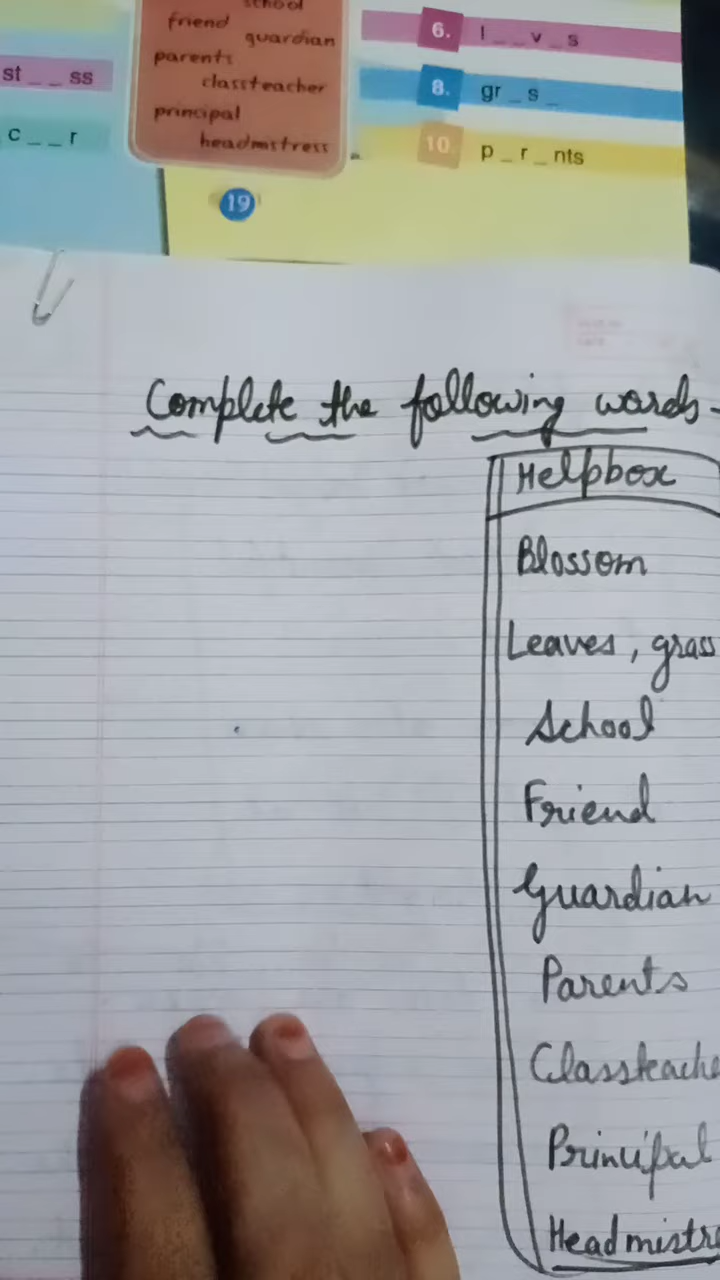 school
friend
guardian
parents
classteacher
principal
headmistress
st _ _ ss
c _ _ r
6. l _ _ v _ s
8. gr _ s _
10. p _ r _ nts
19
Complete the following words-
Helpbox
Blossom
Leaves, grass
School
Friend
Guardian
Parents
Classteache
Principal
Headmistre